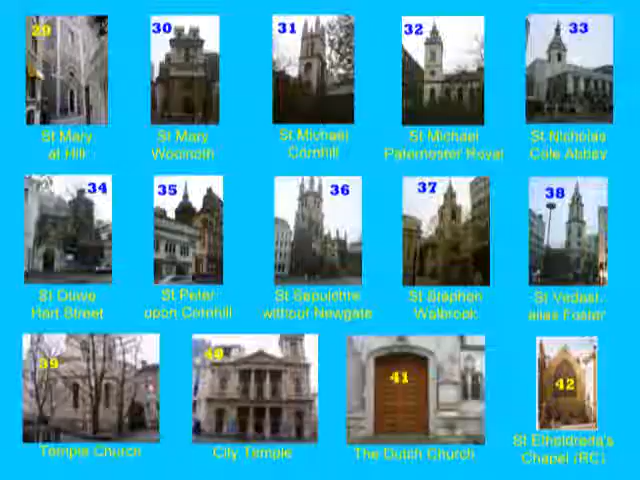 29 30 31 32 33
St Mary St Mary St Michael St Michael St Nicholas
at Hill Woolnoth Cornhill Paternoster Royal Cole Abbey
34 35 36 37 38
St Olave St Peter St Sepulchre St Stephen St Vedast
Hart Street upon Cornhill without Newgate Walbrook alias Foster
39 40 41 42
Temple Church City Temple The Dutch Church St Etheldreda's
Chapel (RC)